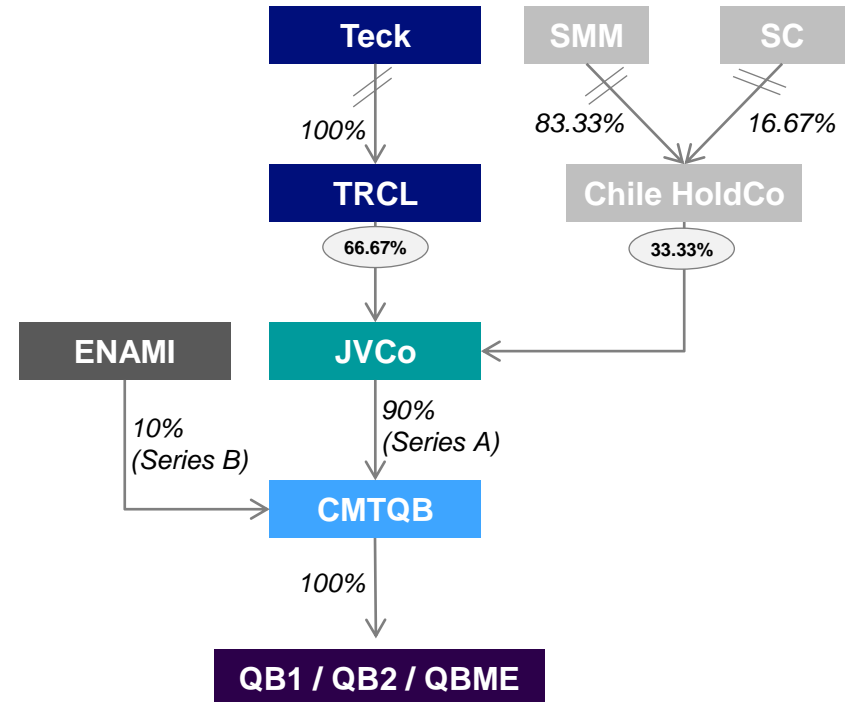 Teck
SMM
SC
100%
83.33%
16.67%
TRCL
Chile HoldCo
66.67%
33.33%
ENAMI
JVCo
10%
(Series B)
90%
(Series A)
CMTQB
100%
QB1 / QB2 / QBME